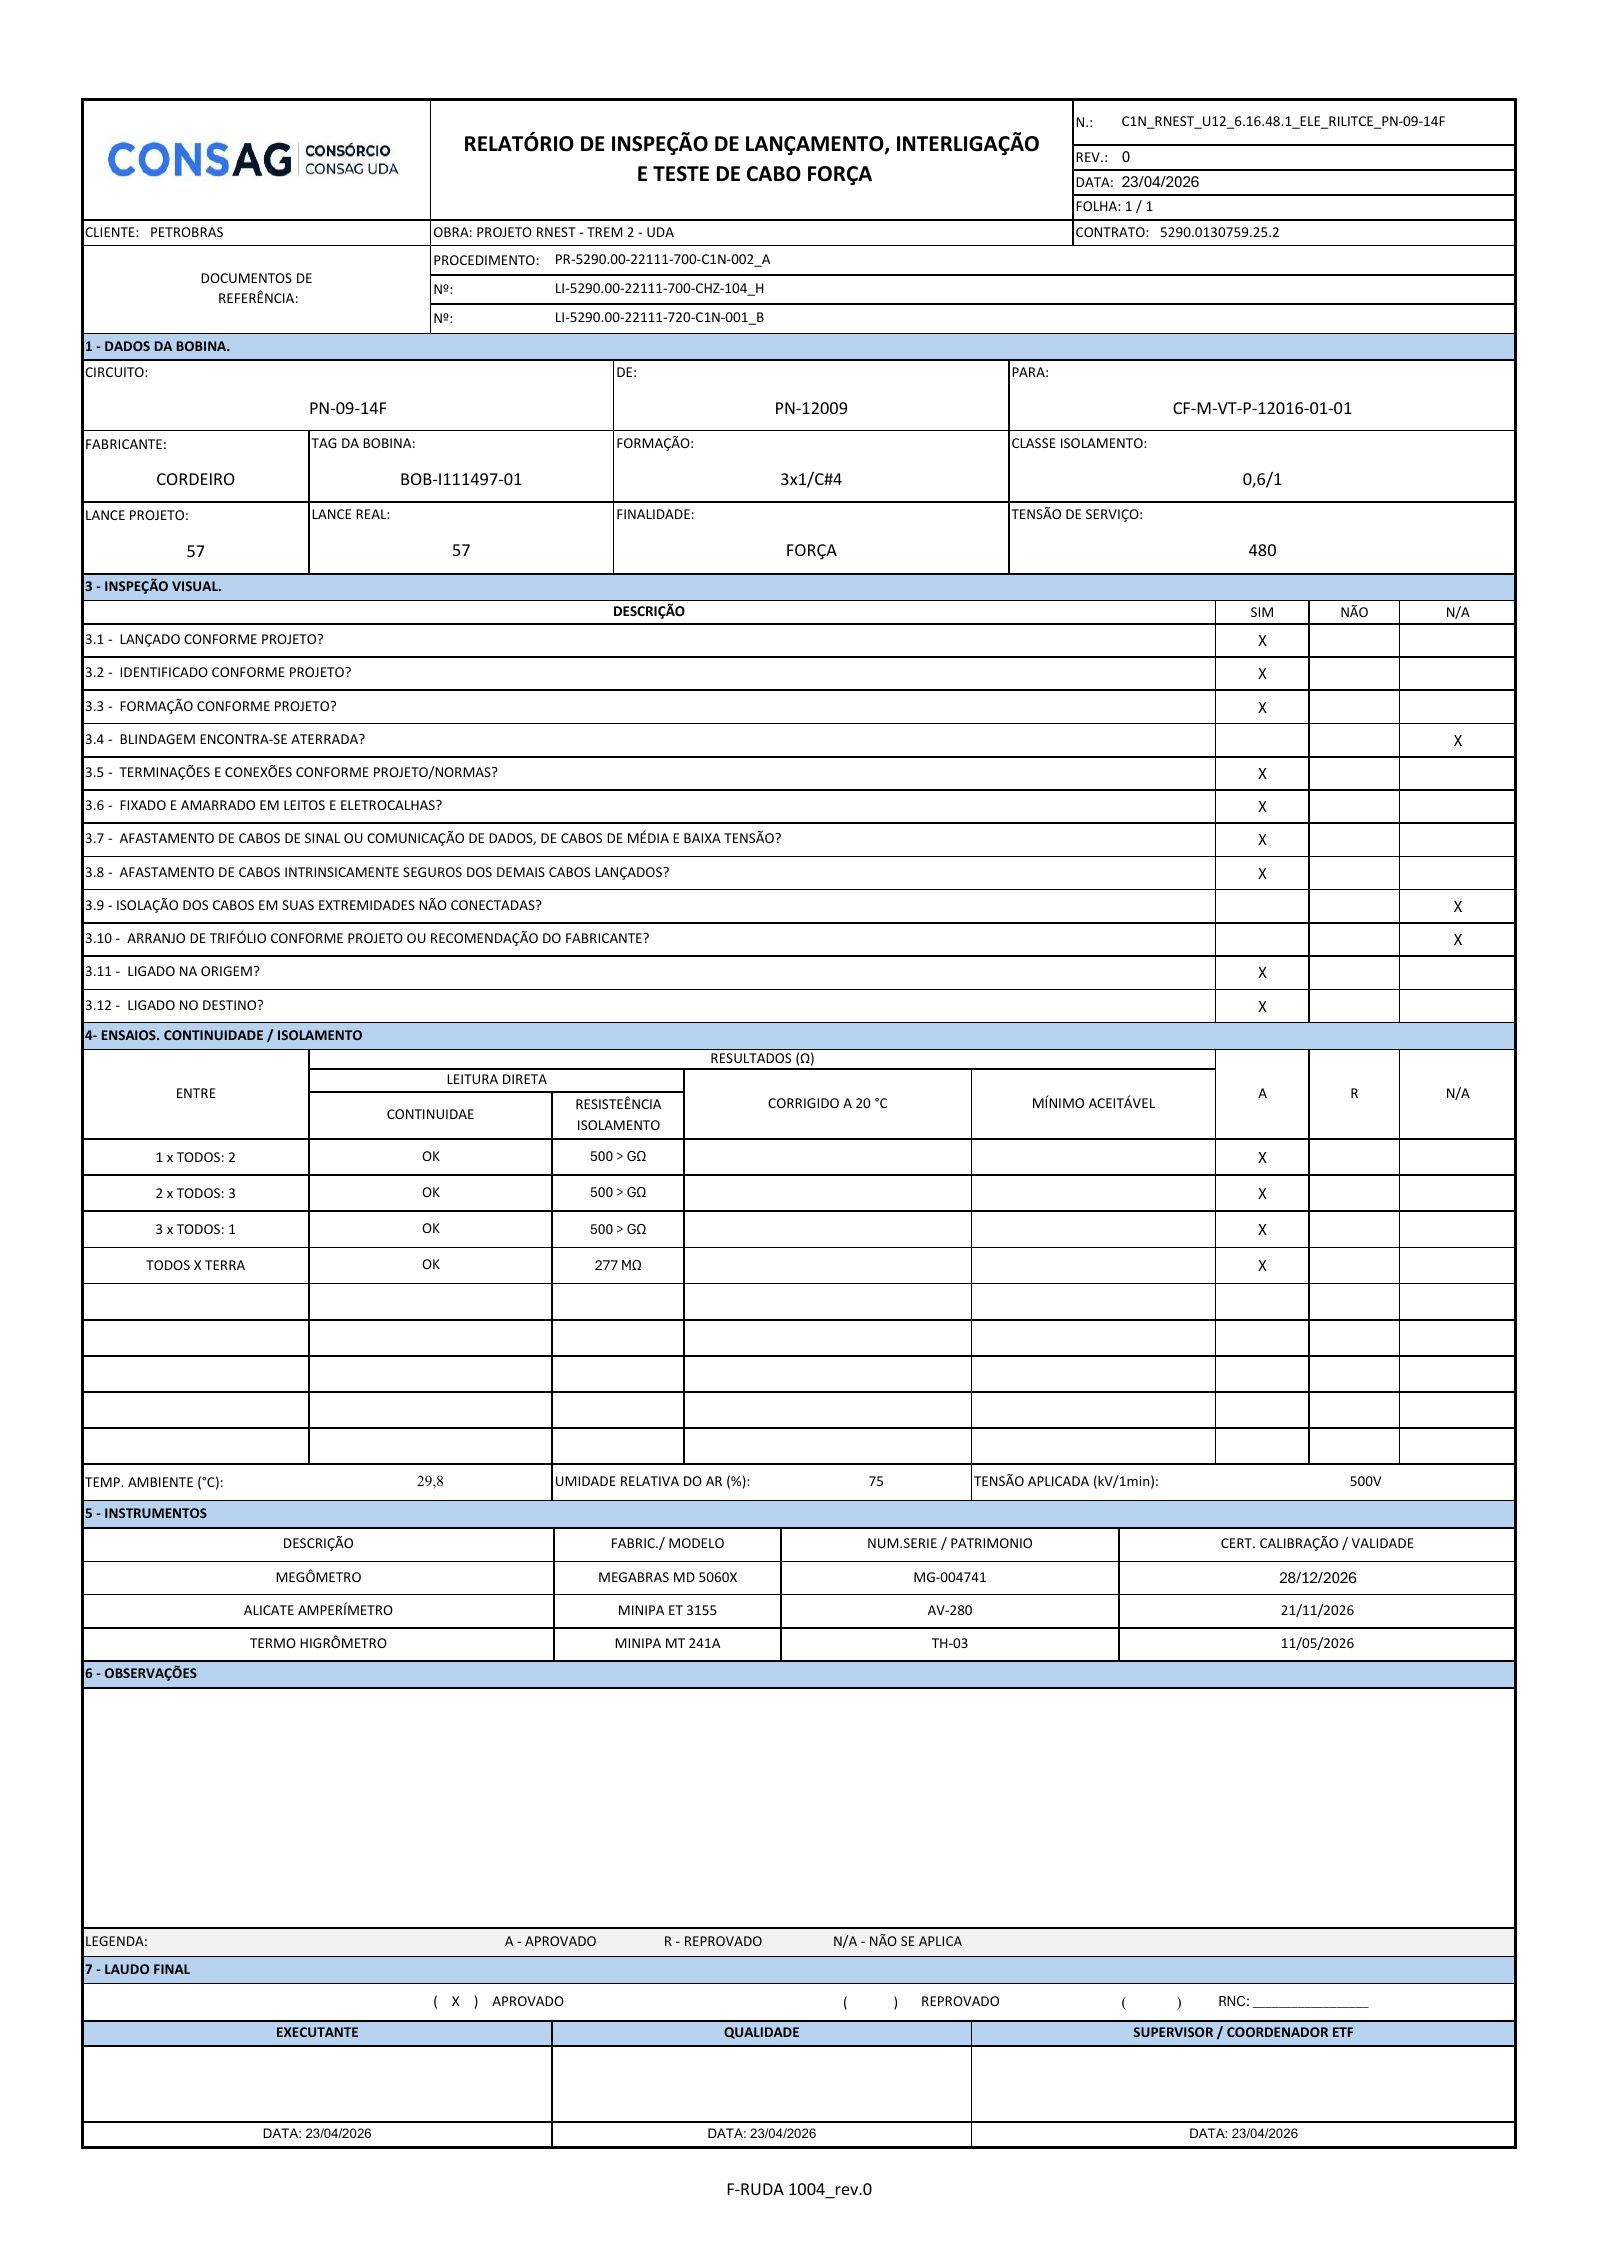 CONSAG CONSÓRCIO CONSAG UDA
RELATÓRIO DE INSPEÇÃO DE LANÇAMENTO, INTERLIGAÇÃO
E TESTE DE CABO FORÇA
N.: C1N_RNEST_U12_6.16.48.1_ELE_RILITCE_PN-09-14F
REV.: 0
DATA: 23/04/2026
FOLHA: 1 / 1
CLIENTE: PETROBRAS OBRA: PROJETO RNEST - TREM 2 - UDA CONTRATO: 5290.0130759.25.2
DOCUMENTOS DE
REFERÊNCIA:
PROCEDIMENTO: PR-5290.00-22111-700-C1N-002_A
Nº: LI-5290.00-22111-700-CHZ-104_H
Nº: LI-5290.00-22111-720-C1N-001_B
1 - DADOS DA BOBINA.
CIRCUITO: DE: PARA:
PN-09-14F PN-12009 CF-M-VT-P-12016-01-01
FABRICANTE: TAG DA BOBINA: FORMAÇÃO: CLASSE ISOLAMENTO:
CORDEIRO BOB-I111497-01 3x1/C#4 0,6/1
LANCE PROJETO: LANCE REAL: FINALIDADE: TENSÃO DE SERVIÇO:
57 57 FORÇA 480
3 - INSPEÇÃO VISUAL.
DESCRIÇÃO SIM NÃO N/A
3.1 - LANÇADO CONFORME PROJETO? X
3.2 - IDENTIFICADO CONFORME PROJETO? X
3.3 - FORMAÇÃO CONFORME PROJETO? X
3.4 - BLINDAGEM ENCONTRA-SE ATERRADA? X
3.5 - TERMINAÇÕES E CONEXÕES CONFORME PROJETO/NORMAS? X
3.6 - FIXADO E AMARRADO EM LEITOS E ELETROCALHAS? X
3.7 - AFASTAMENTO DE CABOS DE SINAL OU COMUNICAÇÃO DE DADOS, DE CABOS DE MÉDIA E BAIXA TENSÃO? X
3.8 - AFASTAMENTO DE CABOS INTRINSICAMENTE SEGUROS DOS DEMAIS CABOS LANÇADOS? X
3.9 - ISOLAÇÃO DOS CABOS EM SUAS EXTREMIDADES NÃO CONECTADAS? X
3.10 - ARRANJO DE TRIFÓLIO CONFORME PROJETO OU RECOMENDAÇÃO DO FABRICANTE? X
3.11 - LIGADO NA ORIGEM? X
3.12 - LIGADO NO DESTINO? X
4- ENSAIOS. CONTINUIDADE / ISOLAMENTO
RESULTADOS (Ω)
LEITURA DIRETA
ENTRE CONTINUIDAE RESISTEÊNCIA ISOLAMENTO CORRIGIDO A 20 °C MÍNIMO ACEITÁVEL A R N/A
1 x TODOS: 2 OK 500 > GΩ X
2 x TODOS: 3 OK 500 > GΩ X
3 x TODOS: 1 OK 500 > GΩ X
TODOS X TERRA OK 277 MΩ X
TEMP. AMBIENTE (°C): 29,8 UMIDADE RELATIVA DO AR (%): 75 TENSÃO APLICADA (kV/1min): 500V
5 - INSTRUMENTOS
DESCRIÇÃO FABRIC./ MODELO NUM.SERIE / PATRIMONIO CERT. CALIBRAÇÃO / VALIDADE
MEGÔMETRO MEGABRAS MD 5060X MG-004741 28/12/2026
ALICATE AMPERÍMETRO MINIPA ET 3155 AV-280 21/11/2026
TERMO HIGRÔMETRO MINIPA MT 241A TH-03 11/05/2026
6 - OBSERVAÇÕES
LEGENDA: A - APROVADO R - REPROVADO N/A - NÃO SE APLICA
7 - LAUDO FINAL
( X ) APROVADO ( ) REPROVADO ( ) RNC: ________________
EXECUTANTE QUALIDADE SUPERVISOR / COORDENADOR ETF
DATA: 23/04/2026 DATA: 23/04/2026 DATA: 23/04/2026
F-RUDA 1004_rev.0